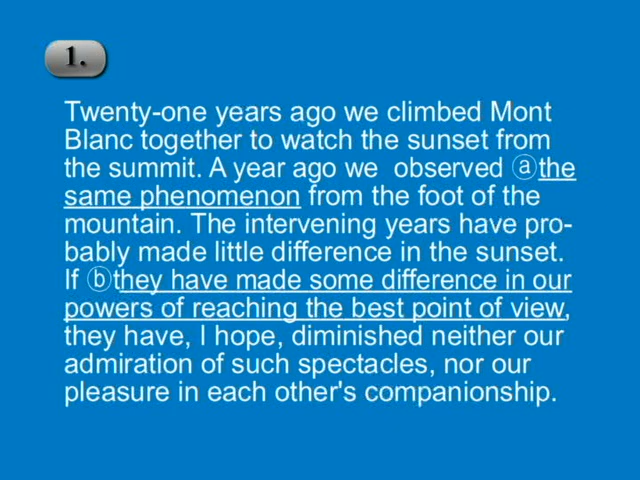 1.
Twenty-one years ago we climbed Mont
Blanc together to watch the sunset from
the summit. A year ago we observed ⓐthe
same phenomenon from the foot of the
mountain. The intervening years have pro-
bably made little difference in the sunset.
If ⓑthey have made some difference in our
powers of reaching the best point of view,
they have, I hope, diminished neither our
admiration of such spectacles, nor our
pleasure in each other's companionship.